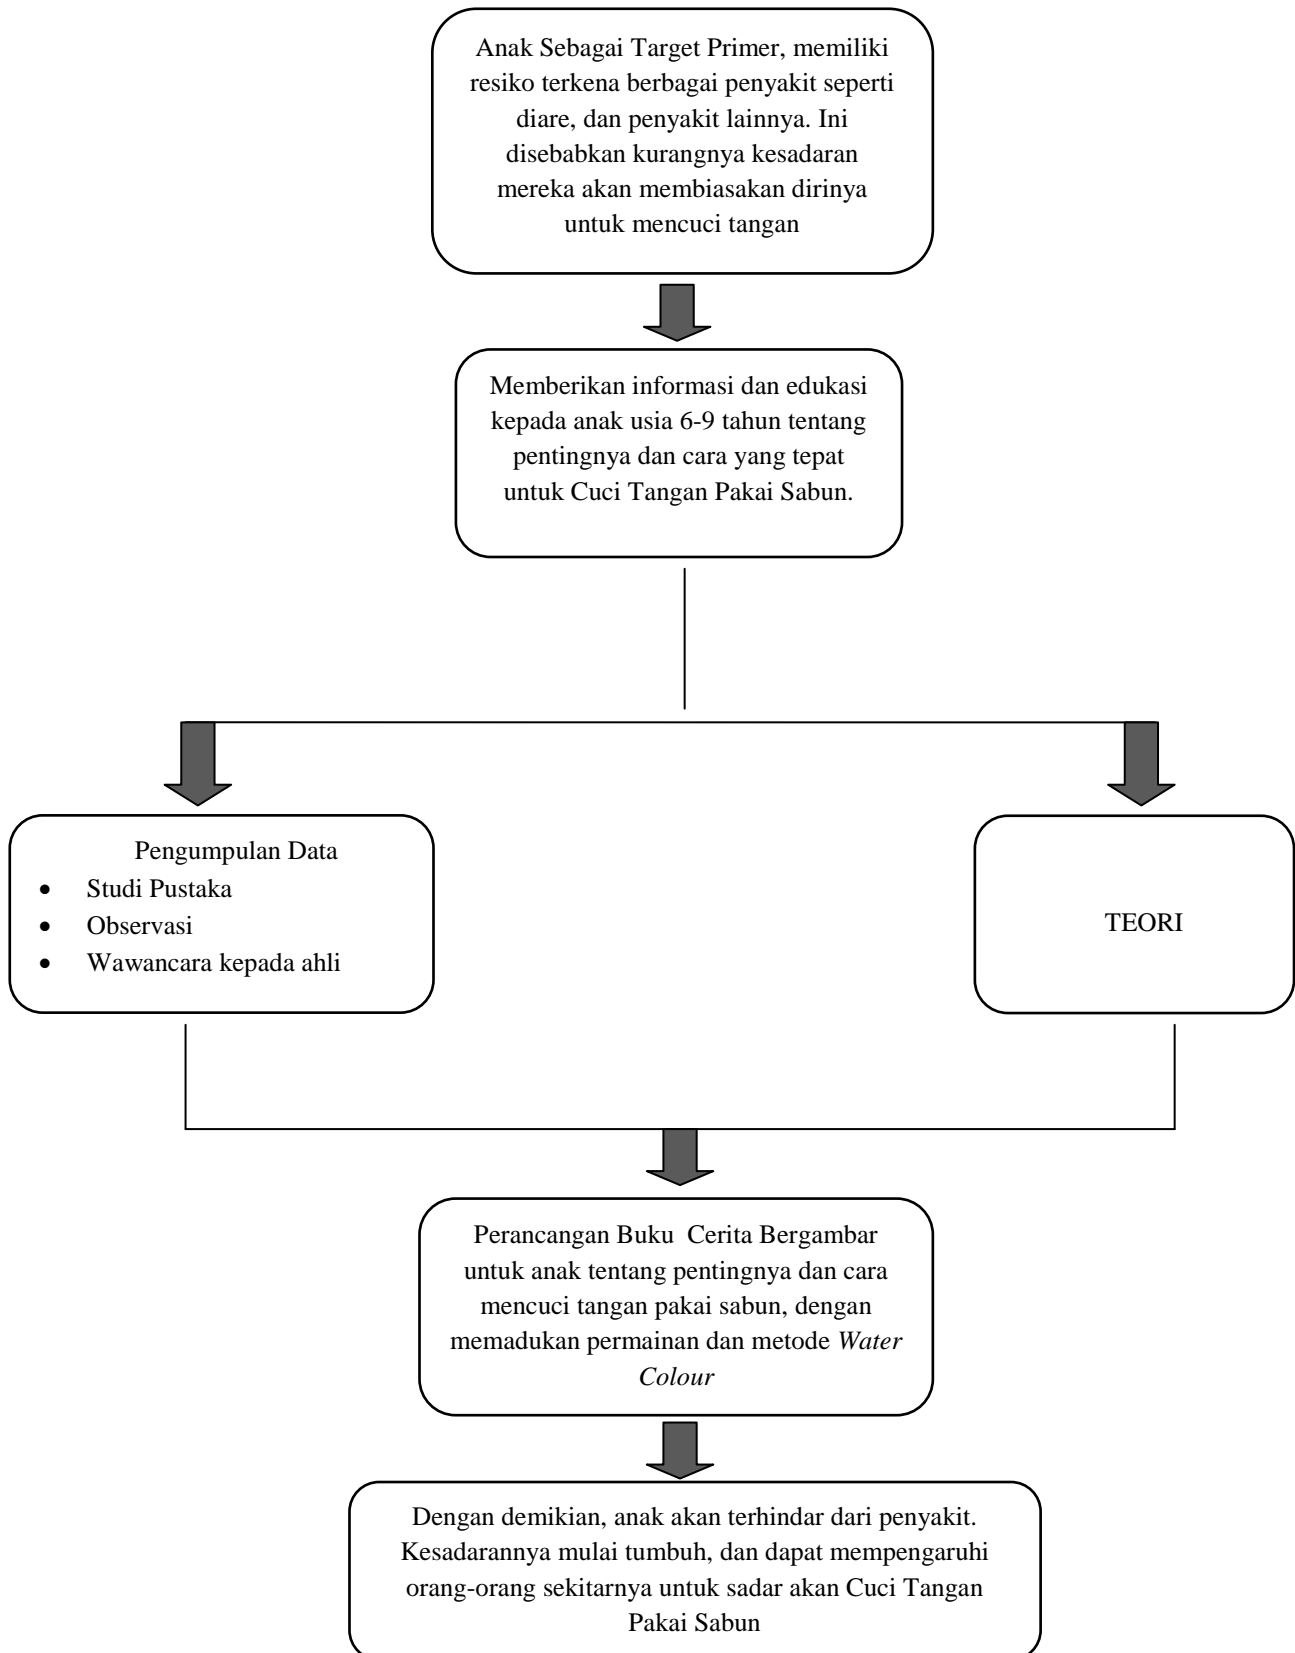 Anak Sebagai Target Primer, memiliki
resiko terkena berbagai penyakit seperti
diare, dan penyakit lainnya. Ini
disebabkan kurangnya kesadaran
mereka akan membiasakan dirinya
untuk mencuci tangan
Memberikan informasi dan edukasi
kepada anak usia 6-9 tahun tentang
pentingnya dan cara yang tepat
untuk Cuci Tangan Pakai Sabun.
Pengumpulan Data
• Studi Pustaka
• Observasi
• Wawancara kepada ahli
TEORI
Perancangan Buku Cerita Bergambar
untuk anak tentang pentingnya dan cara
mencuci tangan pakai sabun, dengan
memadukan permainan dan metode Water
Colour
Dengan demikian, anak akan terhindar dari penyakit.
Kesadarannya mulai tumbuh, dan dapat mempengaruhi
orang-orang sekitarnya untuk sadar akan Cuci Tangan
Pakai Sabun